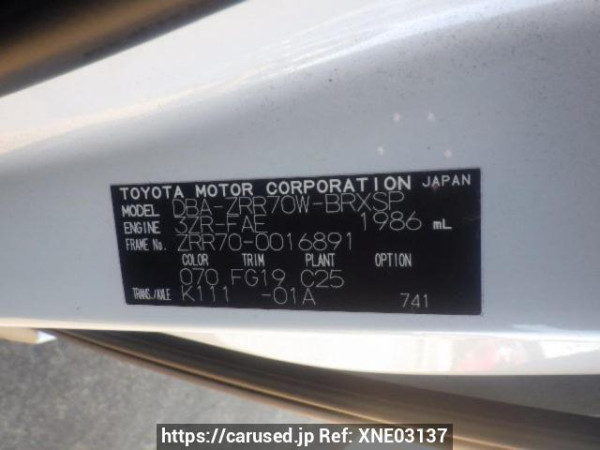 TOYOTA MOTOR CORPORATION JAPAN
MODEL DBA-ZRR70W-BRXSP
ENGINE 3ZR-FAE 1986 mL
FRAME No. ZRR70-0016891
COLOR TRIM PLANT OPTION
070 FG19 C25
TRANS./AXLE K111 -01A 741
https://carused.jp Ref: XNE03137